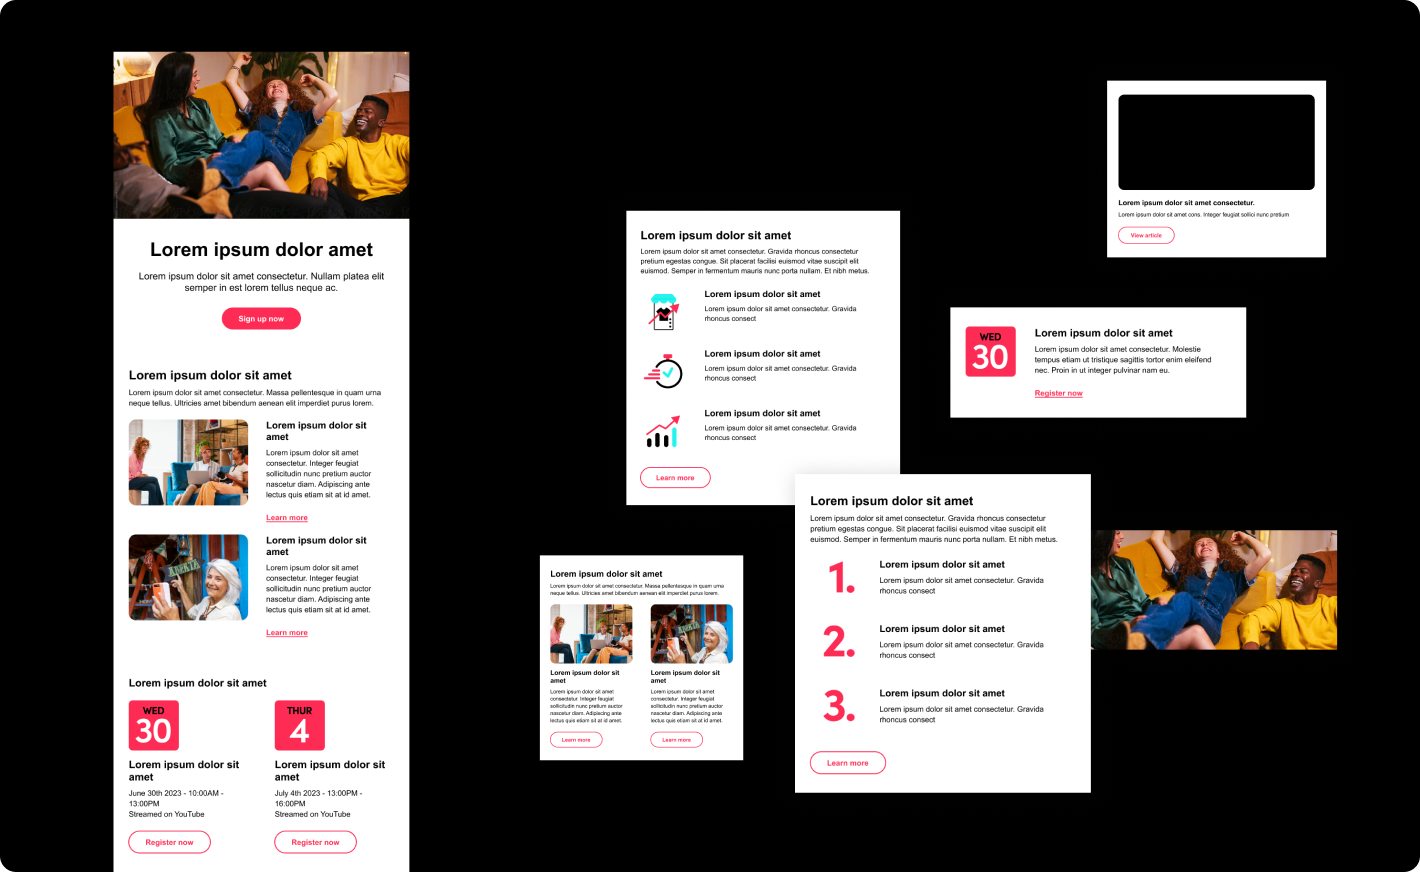 Lorem ipsum dolor amet
Lorem ipsum dolor sit amet consectetur. Nullam platea elit
semper in est lorem tellus neque ac.
Sign up now
Lorem ipsum dolor sit amet
Lorem ipsum dolor sit amet consectetur. Massa pellentesque in quam urna
neque tellus. Ultricies amet bibendum aenean elit imperdiet purus lorem.
Lorem ipsum dolor sit
amet
Lorem ipsum dolor sit amet
consectetur. Integer feugiat
sollicitudin nunc pretium auctor
nascetur diam. Adipiscing ante
lectus quis etiam sit at id amet.
Learn more
Lorem ipsum dolor sit
amet
Lorem ipsum dolor sit amet
consectetur. Integer feugiat
sollicitudin nunc pretium auctor
nascetur diam. Adipiscing ante
lectus quis etiam sit at id amet.
Learn more
Lorem ipsum dolor sit amet
WED
30
Lorem ipsum dolor sit
amet
June 30th 2023 - 10:00AM -
13:00PM
Streamed on YouTube
Register now
THUR
4
Lorem ipsum dolor sit
amet
July 4th 2023 - 13:00PM -
16:00PM
Streamed on YouTube
Register now
Lorem ipsum dolor sit amet
Lorem ipsum dolor sit amet consectetur. Gravida rhoncus consectetur
pretium egestas congue. Sit placerat facilisi euismod vitae suscipit elit
euismod. Semper in fermentum mauris nunc porta nullam. Et nibh metus.
Lorem ipsum dolor sit amet
Lorem ipsum dolor sit amet consectetur. Gravida
rhoncus consect
Lorem ipsum dolor sit amet
Lorem ipsum dolor sit amet consectetur. Gravida
rhoncus consect
Lorem ipsum dolor sit amet
Lorem ipsum dolor sit amet consectetur. Gravida
rhoncus consect
Learn more
Lorem ipsum dolor sit amet
Lorem ipsum dolor sit amet consectetur. Massa pellentesque in quam urna
neque tellus. Ultricies amet bibendum aenean elit imperdiet purus lorem.
Lorem ipsum dolor sit
amet
Lorem ipsum dolor sit amet
consectetur. Integer feugiat
sollicitudin nunc pretium auctor
nascetur diam. Adipiscing ante
lectus quis etiam sit at id amet.
Learn more
Lorem ipsum dolor sit
amet
Lorem ipsum dolor sit amet
consectetur. Integer feugiat
sollicitudin nunc pretium auctor
nascetur diam. Adipiscing ante
lectus quis etiam sit at id amet.
Learn more
Lorem ipsum dolor sit amet
Lorem ipsum dolor sit amet consectetur. Gravida rhoncus consectetur
pretium egestas congue. Sit placerat facilisi euismod vitae suscipit elit
euismod. Semper in fermentum mauris nunc porta nullam. Et nibh metus.
1.
Lorem ipsum dolor sit amet
Lorem ipsum dolor sit amet consectetur. Gravida
rhoncus consect
2.
Lorem ipsum dolor sit amet
Lorem ipsum dolor sit amet consectetur. Gravida
rhoncus consect
3.
Lorem ipsum dolor sit amet
Lorem ipsum dolor sit amet consectetur. Gravida
rhoncus consect
Learn more
Lorem ipsum dolor sit amet consectetur.
Lorem ipsum dolor sit amet cons. Integer feugiat sollici nunc pretium
View article
WED
30
Lorem ipsum dolor sit amet
Lorem ipsum dolor sit amet consectetur. Molestie
tempus etiam ut tristique sagittis tortor enim eleifend
nec. Proin in ut integer pulvinar nam eu.
Register now